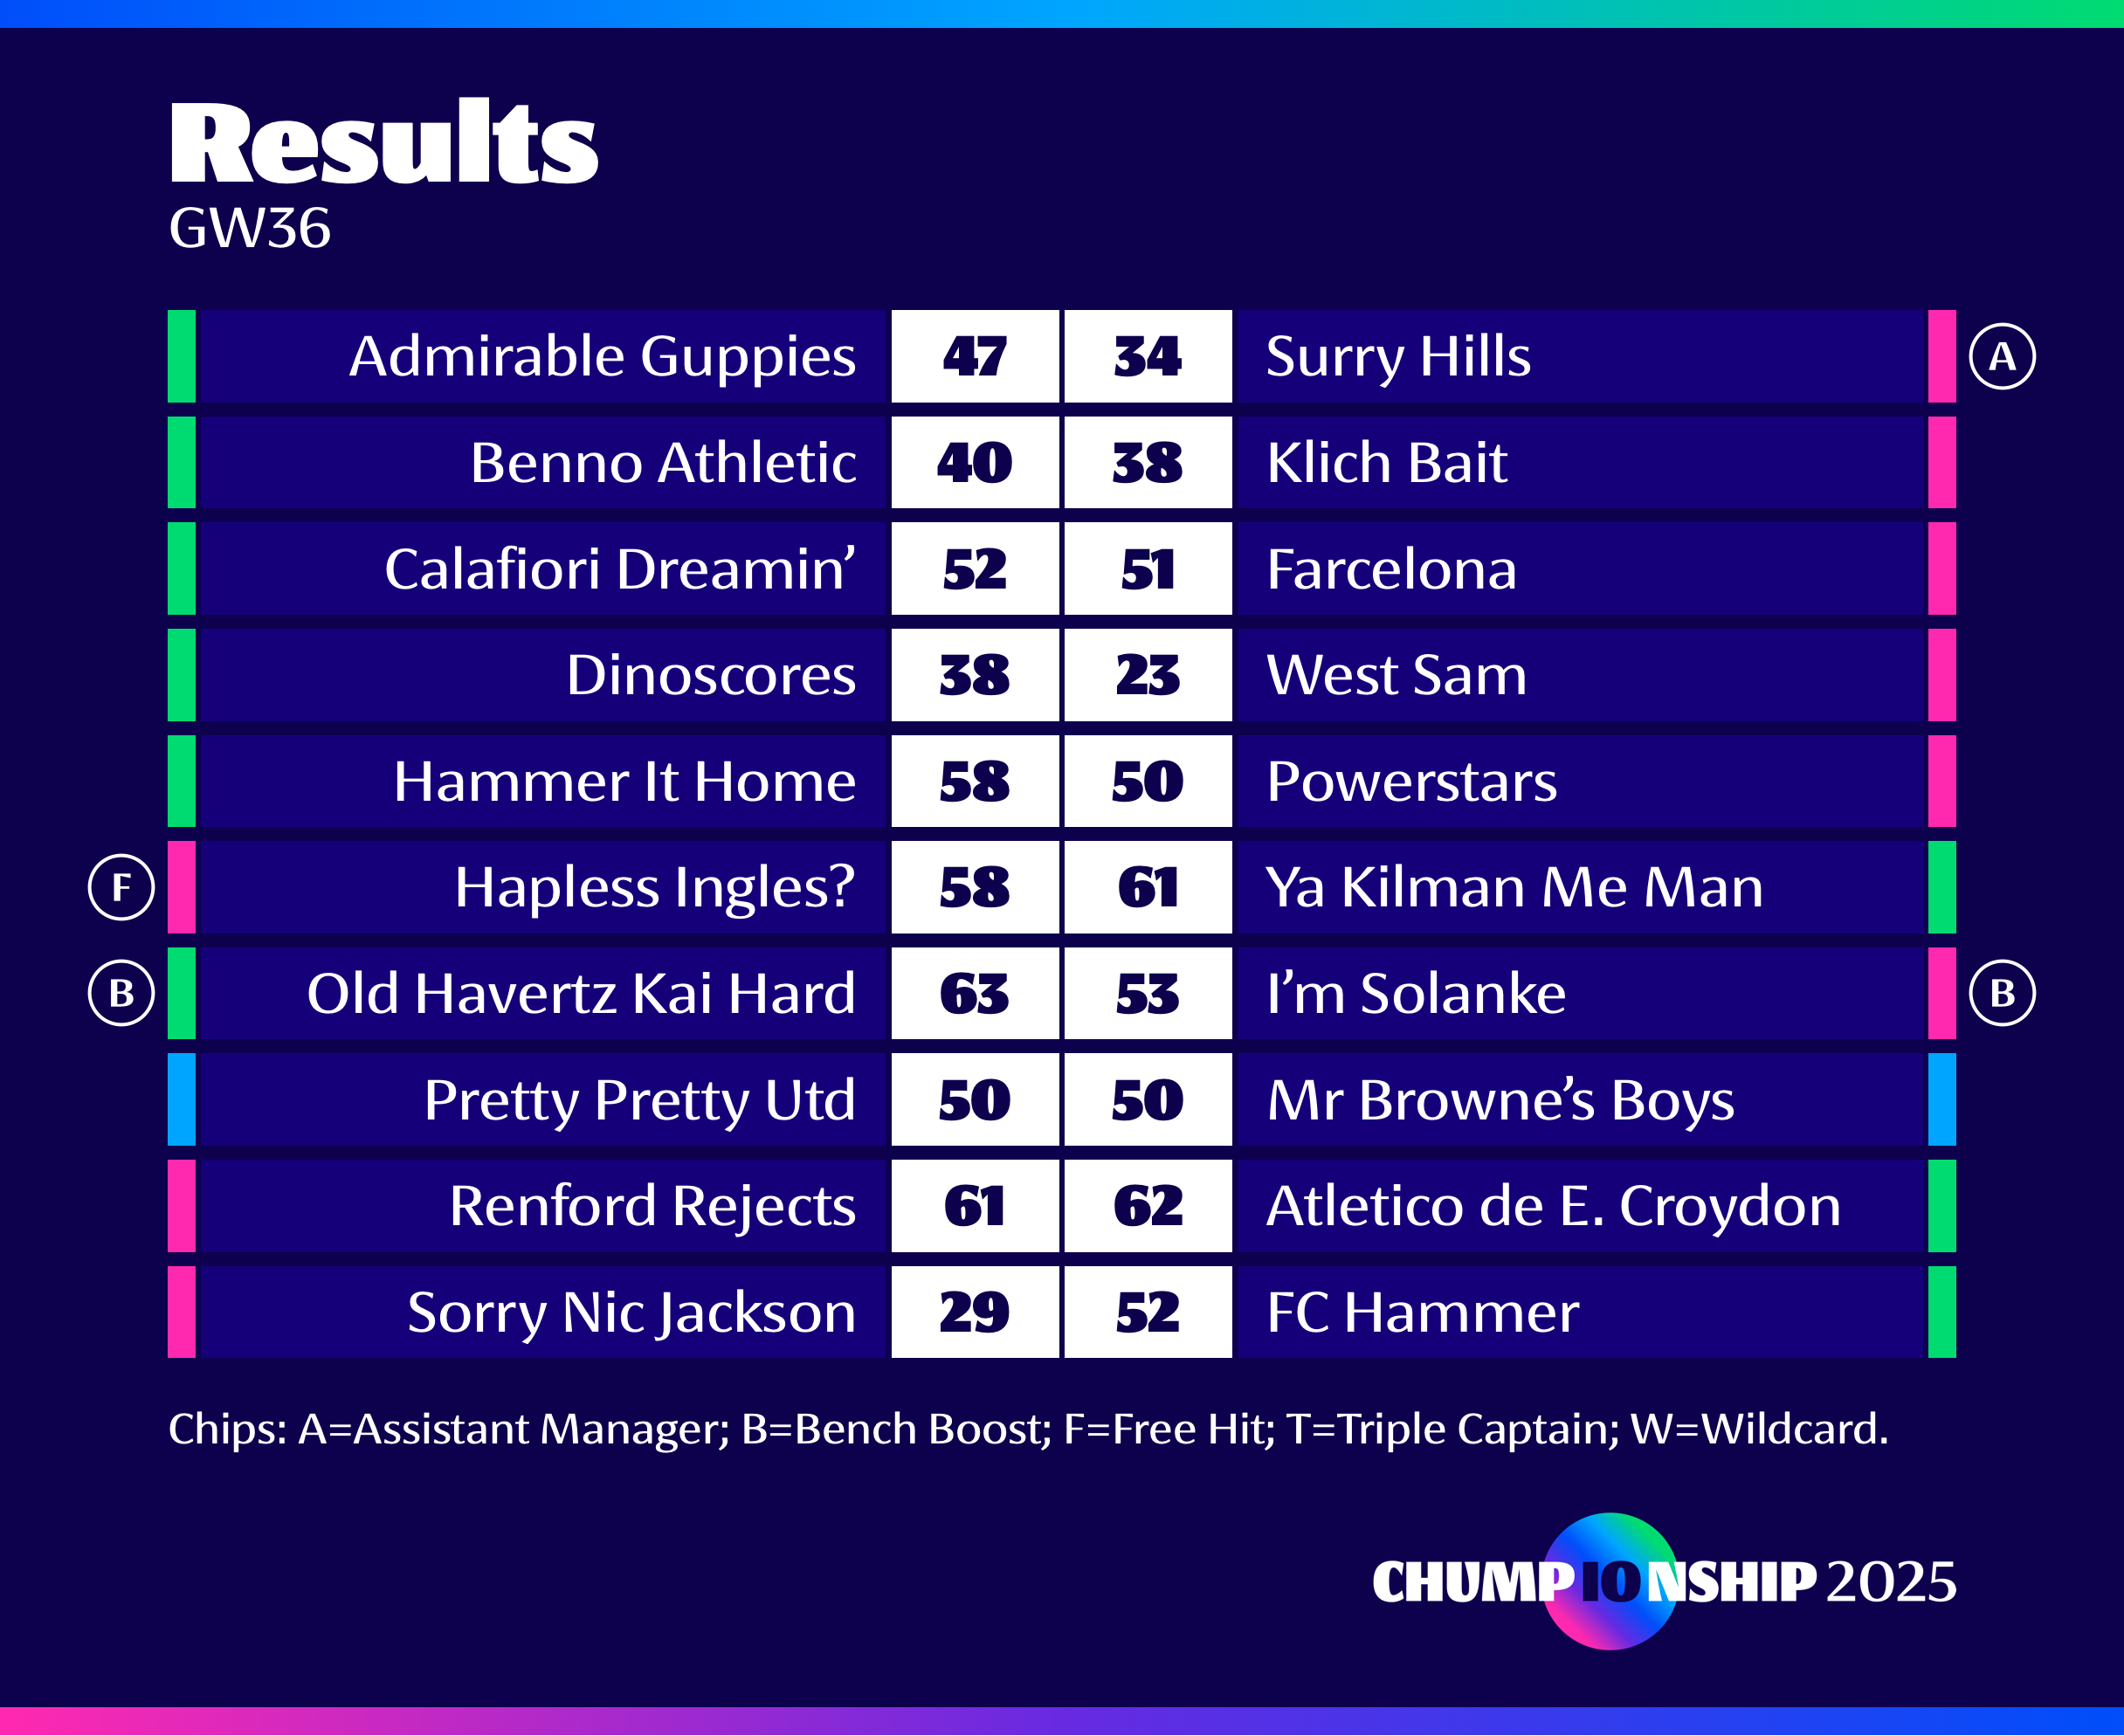 Results
GW36
Admirable Guppies 47 34 Surry Hills A
Benno Athletic 40 38 Klich Bait
Calafiori Dreamin’ 52 51 Farcelona
Dinoscores 38 23 West Sam
Hammer It Home 58 50 Powerstars
F Hapless Ingles? 58 61 Ya Kilman Me Man
B Old Havertz Kai Hard 63 53 I’m Solanke B
Pretty Pretty Utd 50 50 Mr Browne’s Boys
Renford Rejects 61 62 Atletico de E. Croydon
Sorry Nic Jackson 29 52 FC Hammer
Chips: A=Assistant Manager; B=Bench Boost; F=Free Hit; T=Triple Captain; W=Wildcard.
CHUMPIONSHIP 2025